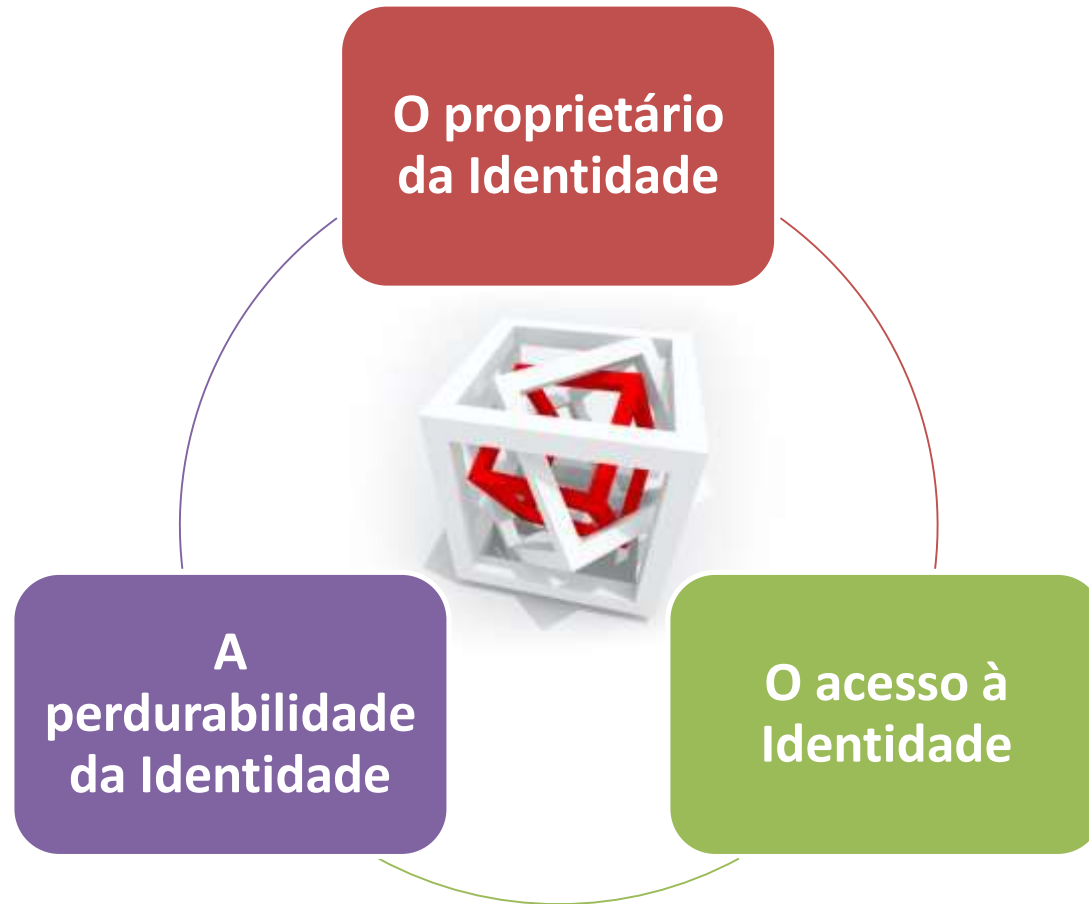 O proprietário
da Identidade
A
perdurabilidade
da Identidade
O acesso à
Identidade